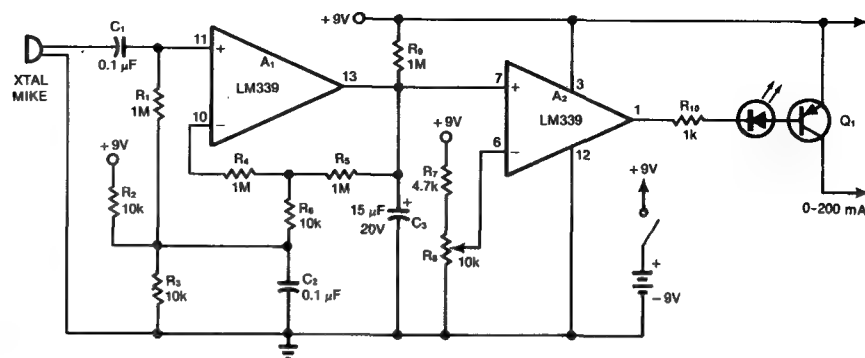 +9V
C1
0.1 µF
11
+
A1
LM339
13
10
−
XTAL
MIKE
R1
1M
R9
1M
7
+
A2
LM339
3
1
6
−
12
R10
1k
Q1
+9V
R2
10k
R4
1M
R5
1M
R6
10k
+9V
R7
4.7k
15 µF
20V
+
C3
R8
10k
+9V
0-200 mA
R3
10k
C2
0.1 µF
+
−9V